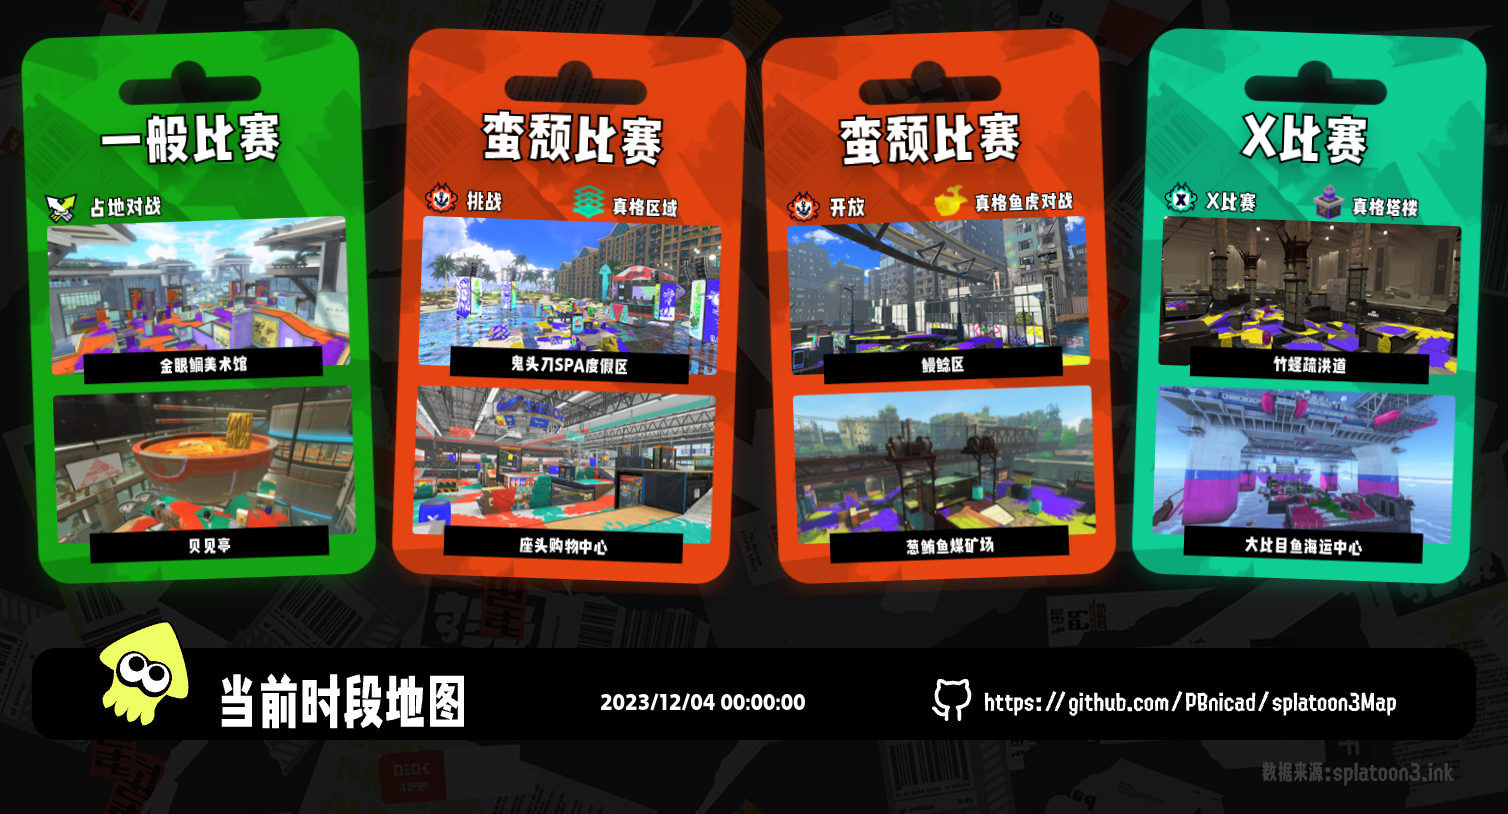 一般比赛
占地对战
金眼鲷美术馆
贝见亭
蛮颓比赛
挑战
真格区域
鬼头刀SPA度假区
座头购物中心
蛮颓比赛
开放
真格鱼虎对战
鳗鲶区
葱鲔鱼煤矿场
X比赛
X比赛
真格塔楼
竹蛏疏洪道
大比目鱼海运中心
当前时段地图
2023/12/04 00:00:00
https://github.com/PBnicad/splatoon3Map
数据来源:splatoon3.ink